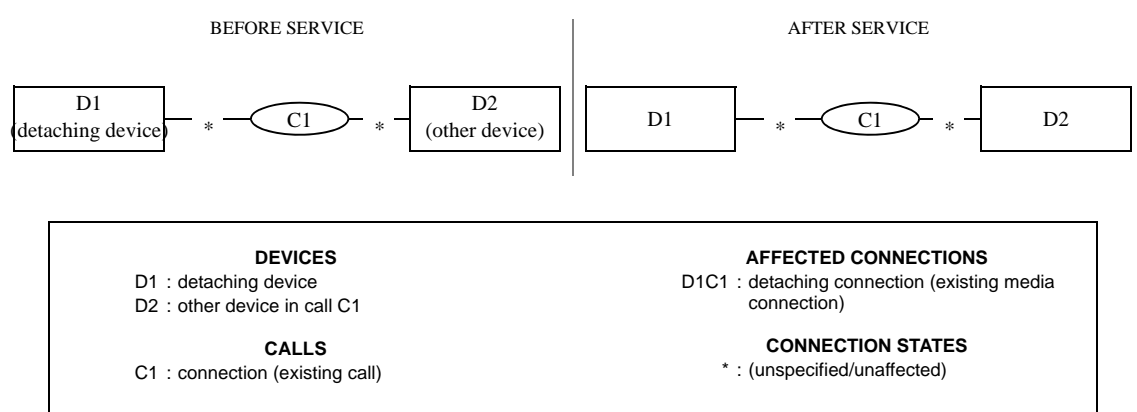 BEFORE SERVICE
AFTER SERVICE
D1
(detaching device)
*
C1
*
D2
(other device)
D1
*
C1
*
D2
DEVICES
D1 : detaching device
D2 : other device in call C1
CALLS
C1 : connection (existing call)
AFFECTED CONNECTIONS
D1C1 : detaching connection (existing media
connection)
CONNECTION STATES
* : (unspecified/unaffected)